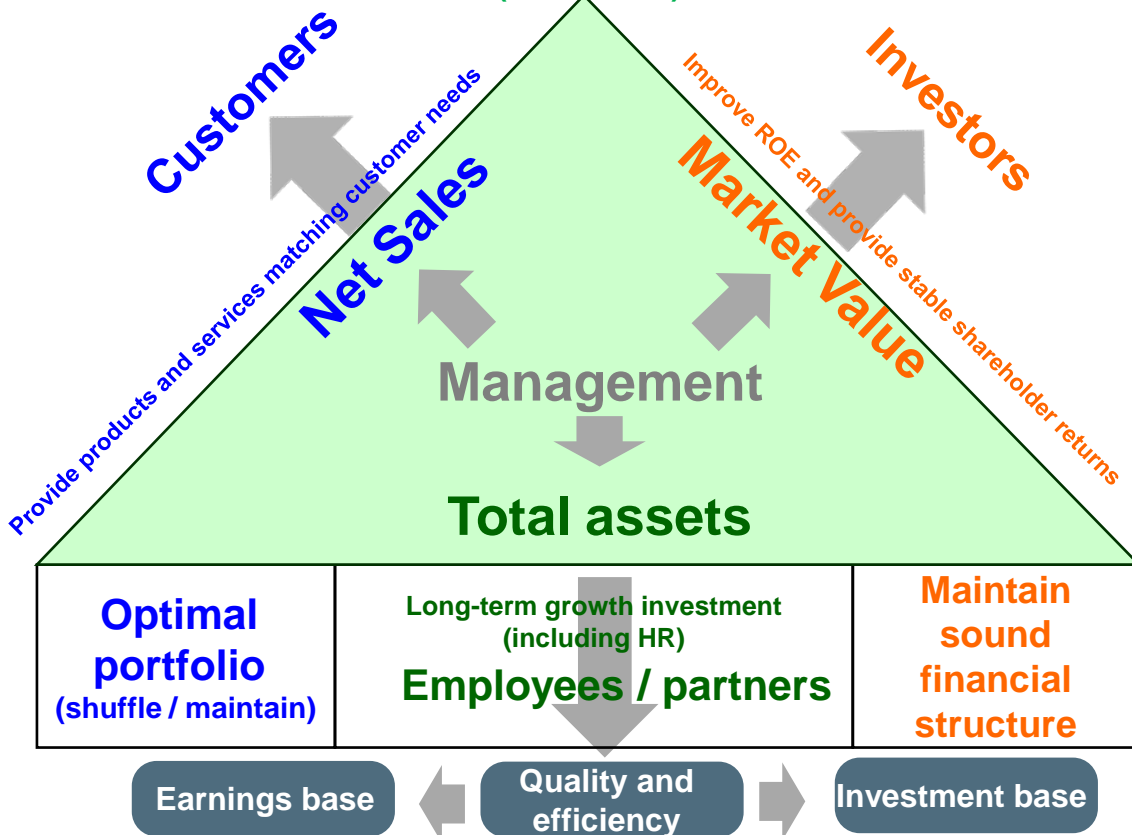 Customers
Provide products and services matching customer needs
Net Sales
Investors
Improve ROE and provide stable shareholder returns
Market Value
Management
Total assets
Optimal
portfolio
(shuffle / maintain)
Long-term growth investment
(including HR)
Employees / partners
Maintain
sound
financial
structure
Earnings base
Quality and
efficiency
Investment base